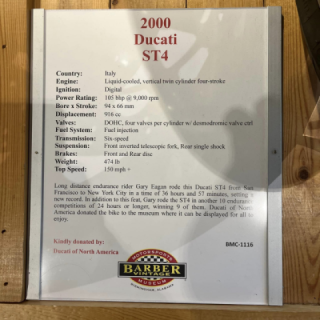 2000
Ducati
ST4
Country: Italy
Engine: Liquid-cooled, vertical twin cylinder four-stroke
Ignition: Digital
Power Rating: 105 bhp @ 9,000 rpm
Bore x Stroke: 94 x 66 mm
Displacement: 916 cc
Valves: DOHC, four valves per cylinder w/ desmodromic valve ctrl
Fuel System: Fuel injection
Transmission: Six-speed
Suspension: Front inverted telescopic fork, Rear single shock
Brakes: Front and Rear disc
Weight: 474 lb
Top Speed: 150 mph +
Long distance endurance rider Gary Eagan rode this Ducati ST4 from San
Francisco to New York City in a time of 36 hours and 57 minutes, setting a
new record. In addition to this feat, Gary rode the ST4 in another 10 endurance
competitions of 24 hours or longer, winning 9 of them. Ducati of North
America donated the bike to the museum where it can be displayed for all to
enjoy.
Kindly donated by:
Ducati of North America
BMC-1116
MOTORSPORTS
BARBER
VINTAGE
MUSEUM
BIRMINGHAM, ALABAMA